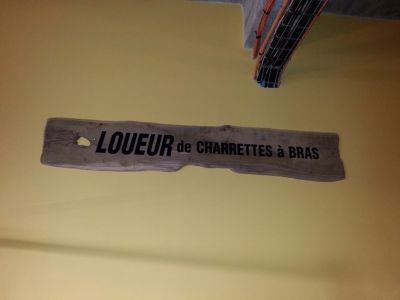 LOUEUR de CHARRETTES à BRAS